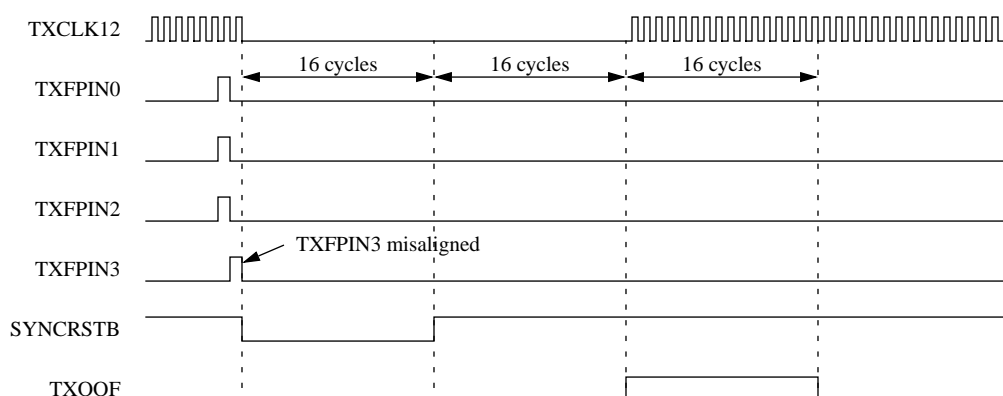 TXCLK12
16 cycles 16 cycles 16 cycles
TXFPIN0
TXFPIN1
TXFPIN2
TXFPIN3 misaligned
TXFPIN3
SYNCRSTB
TXOOF